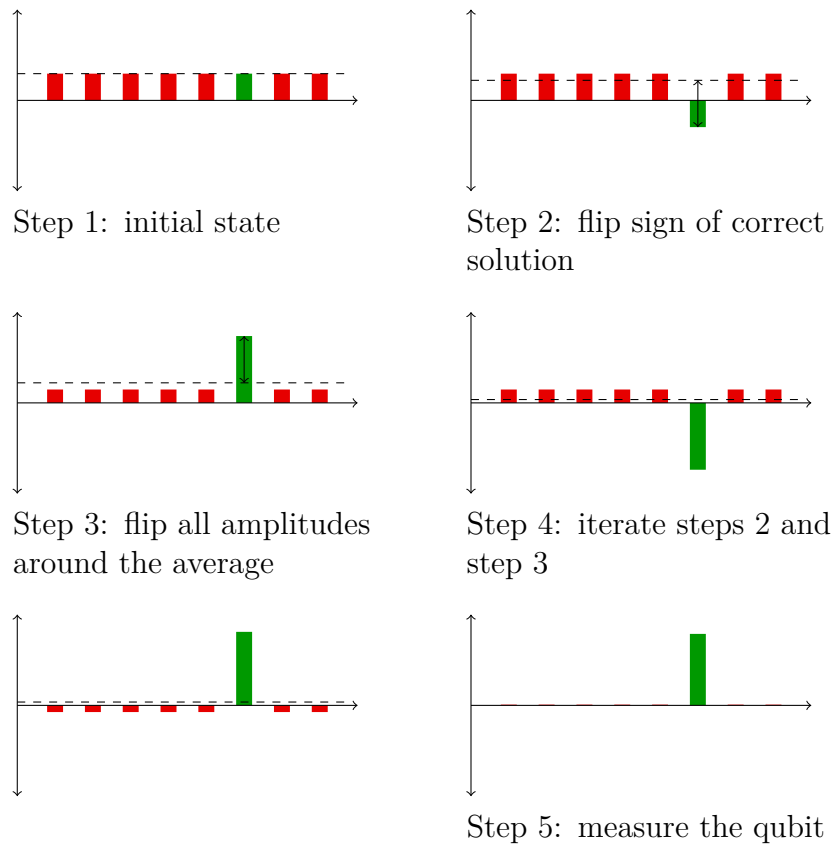 Step 1: initial state
Step 2: flip sign of correct
solution
Step 3: flip all amplitudes
around the average
Step 4: iterate steps 2 and
step 3
Step 5: measure the qubit